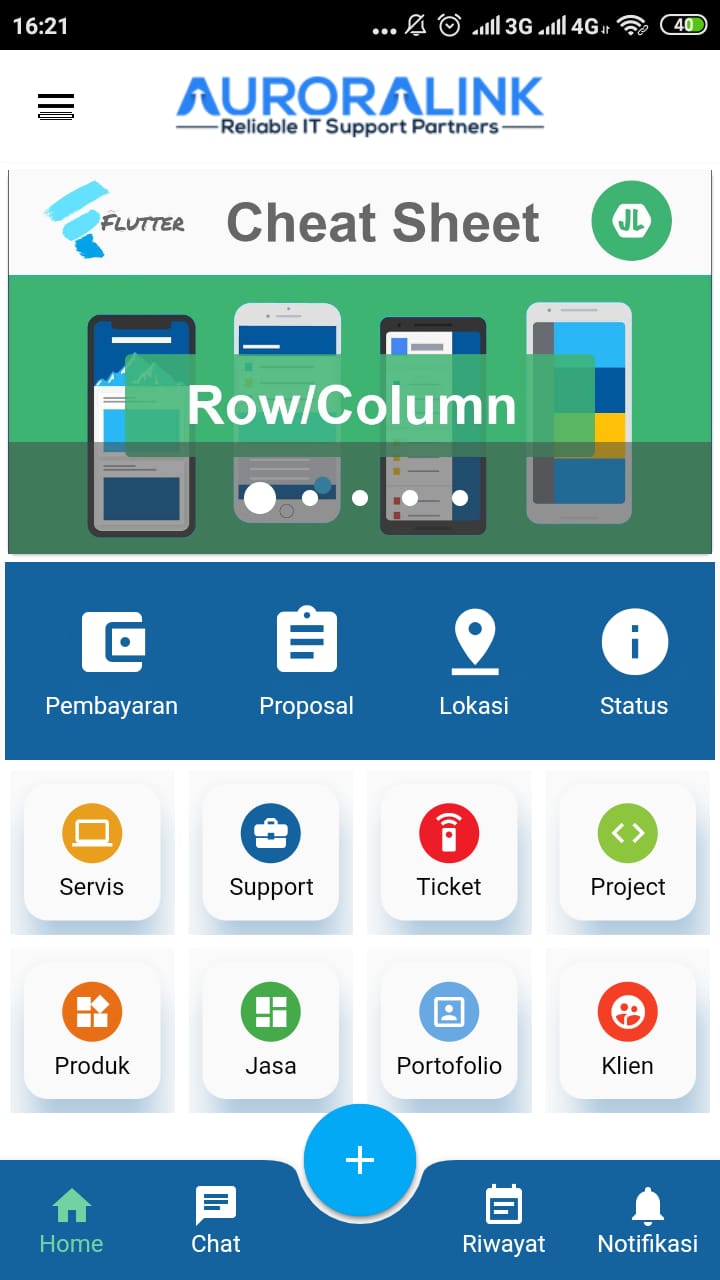 16:21
3G
4G
40
AURORALINK
Reliable IT Support Partners
FLUTTER
Cheat Sheet
JL
Row/Column
Pembayaran
Proposal
Lokasi
Status
Servis
Support
Ticket
Project
Produk
Jasa
Portofolio
Klien
Home
Chat
Riwayat
Notifikasi